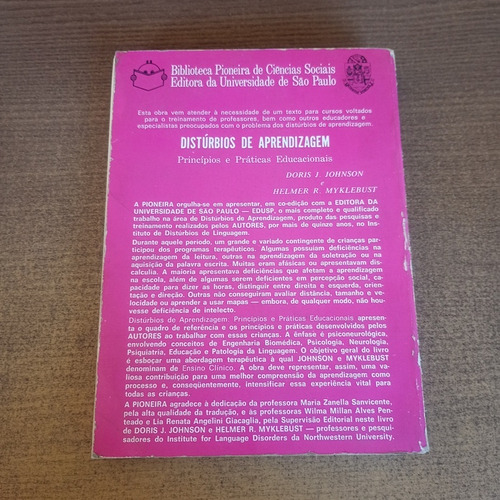 Biblioteca Pioneira de Ciências Sociais
Editora da Universidade de São Paulo
Esta obra vem atender à necessidade de um texto para cursos voltados
para o treinamento de professores, bem como outros educadores e
especialistas preocupados com o problema dos distúrbios de aprendizagem.
DISTÚRBIOS DE APRENDIZAGEM
Princípios e Práticas Educacionais
DORIS J. JOHNSON
HELMER R. MYKLEBUST
A PIONEIRA orgulha-se em apresentar, em co-edição com a EDITORA DA
UNIVERSIDADE DE SÃO PAULO — EDUSP, o mais completo e qualificado
trabalho na área de Distúrbios de Aprendizagem, produto das pesquisas e
treinamento realizados pelos AUTORES, por mais de quinze anos, no Ins-
tituto de Distúrbios de Linguagem.
Durante aquele período, um grande e variado contingente de crianças par-
ticipou dos programas terapêuticos. Algumas possuíam deficiências na
aprendizagem da leitura, outras na aprendizagem da soletração ou na
aquisição da palavra escrita. Muitas eram afásicas ou apresentavam dis-
calculia. A maioria apresentava deficiências que afetam a aprendizagem
na escola, além de algumas serem deficientes em percepção social, ca-
pacidade para dizer as horas, distinguir entre direita e esquerda, orien-
tação e direção. Outras não conseguiram avaliar distância, tamanho e ve-
locidade ou aprender a usar mapas — embora, de qualquer modo, não hou-
vesse deficiência de intelecto.
Distúrbios de Aprendizagem: Princípios e Práticas Educacionais apresen-
ta o quadro de referência e os princípios e práticas desenvolvidos pelos
AUTORES ao trabalhar com essas crianças. A ênfase é psiconeurológica,
envolvendo conceitos de Engenharia Biomédica, Psicologia, Neurologia,
Psiquiatria, Educação e Patologia da Linguagem. O objetivo geral do livro
é esboçar uma abordagem terapêutica à qual JOHNSON e MYKLEBUST
denominam de Ensino Clínico. A obra deve representar, assim, uma va-
liosa contribuição para uma melhor compreensão da aprendizagem como
processo e, conseqüentemente, intensificar essa experiência vital para
todas as crianças.
A PIONEIRA agradece à dedicação da professora Maria Zanella Sanvicente,
pela alta qualidade da tradução, e às professoras Wilma Millan Alves Pen-
teado e Lia Renata Angelini Giacaglia, pela Supervisão Editorial neste livro
de DORIS J. JOHNSON e HELMER R. MYKLEBUST — professores e pesqui-
sadores do Institute for Language Disorders da Northwestern University.